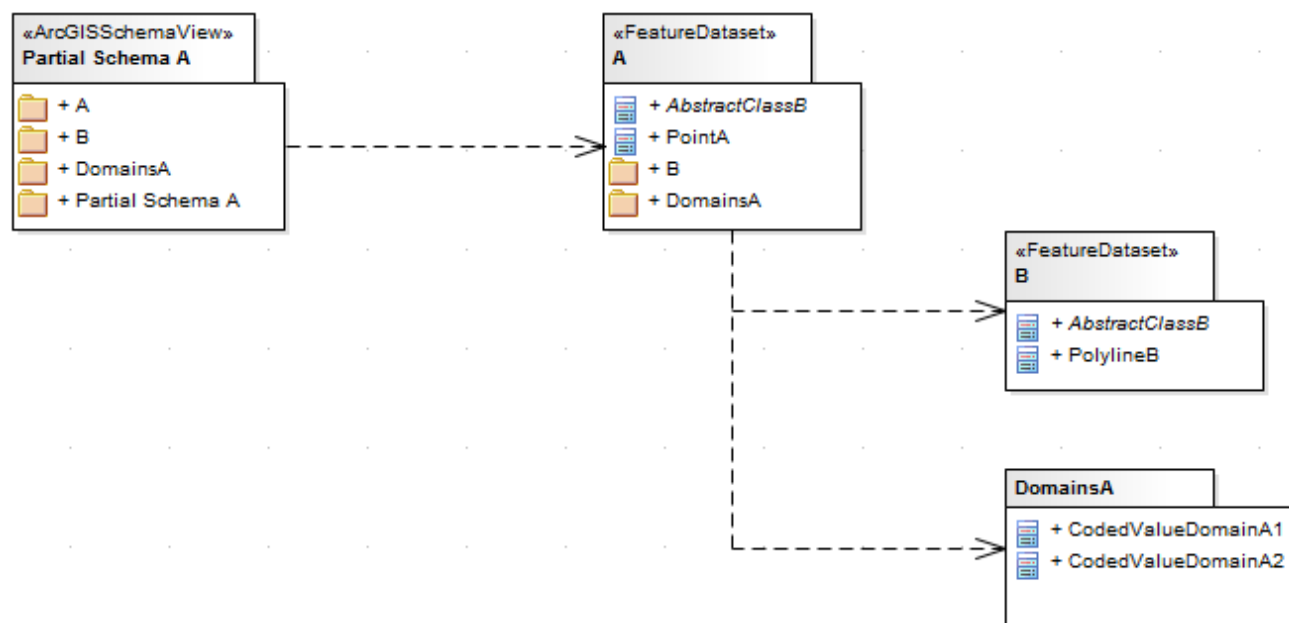 «ArcGISSchemaView»
Partial Schema A
+ A
+ B
+ DomainsA
+ Partial Schema A
«FeatureDataset»
A
+ AbstractClassB
+ PointA
+ B
+ DomainsA
«FeatureDataset»
B
+ AbstractClassB
+ PolylineB
DomainsA
+ CodedValueDomainA1
+ CodedValueDomainA2